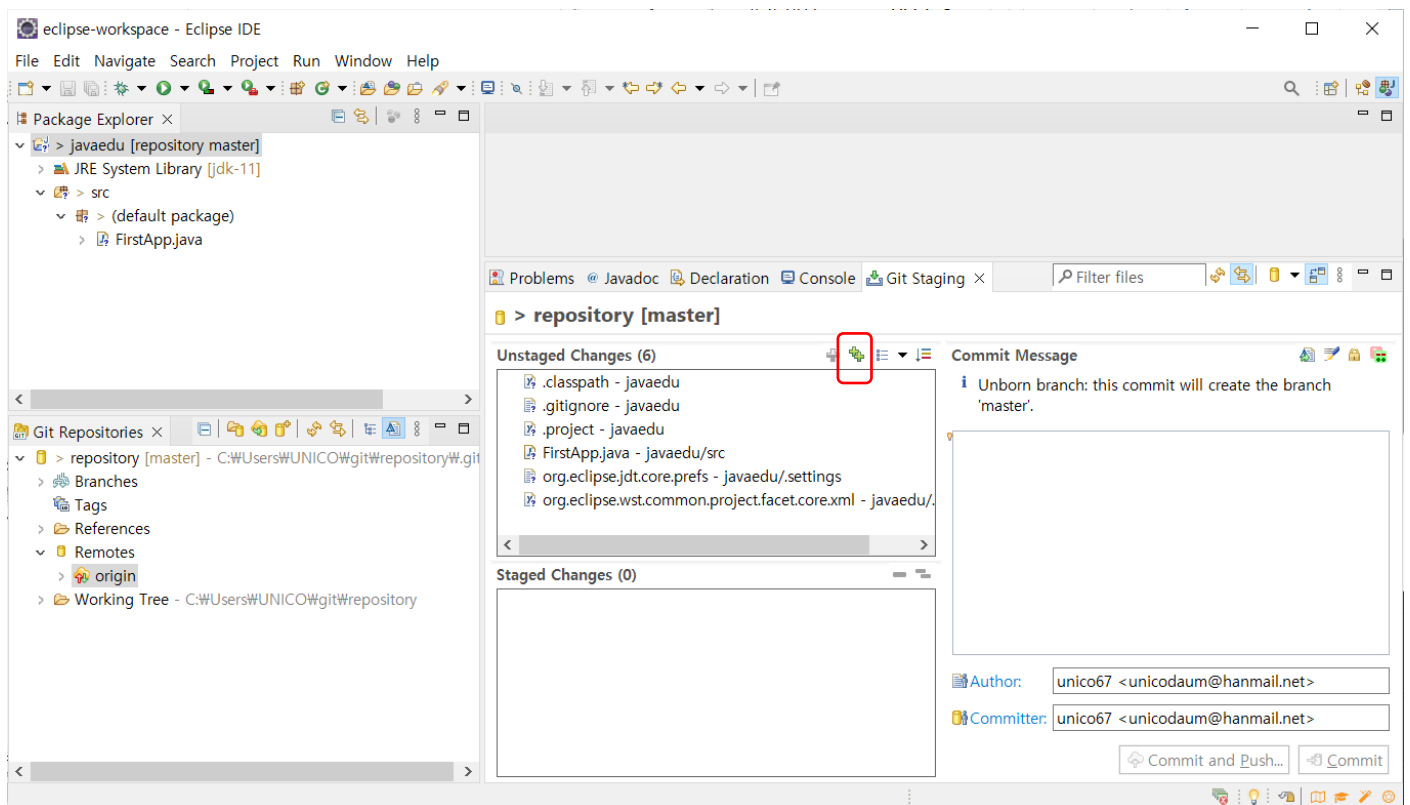 eclipse-workspace - Eclipse IDE
File Edit Navigate Search Project Run Window Help
Package Explorer
> javaedu [repository master]
JRE System Library [jdk-11]
> src
> (default package)
FirstApp.java
Git Repositories
> repository [master] - C:₩Users₩UNICO₩git₩repository₩.git
Branches
Tags
References
Remotes
origin
Working Tree - C:₩Users₩UNICO₩git₩repository
Problems @ Javadoc Declaration Console Git Staging
Filter files
> repository [master]
Unstaged Changes (6)
.classpath - javaedu
.gitignore - javaedu
.project - javaedu
FirstApp.java - javaedu/src
org.eclipse.jdt.core.prefs - javaedu/.settings
org.eclipse.wst.common.project.facet.core.xml - javaedu/.
Staged Changes (0)
Commit Message
Unborn branch: this commit will create the branch
'master'.
Author: unico67 <unicodaum@hanmail.net>
Committer: unico67 <unicodaum@hanmail.net>
Commit and Push... Commit